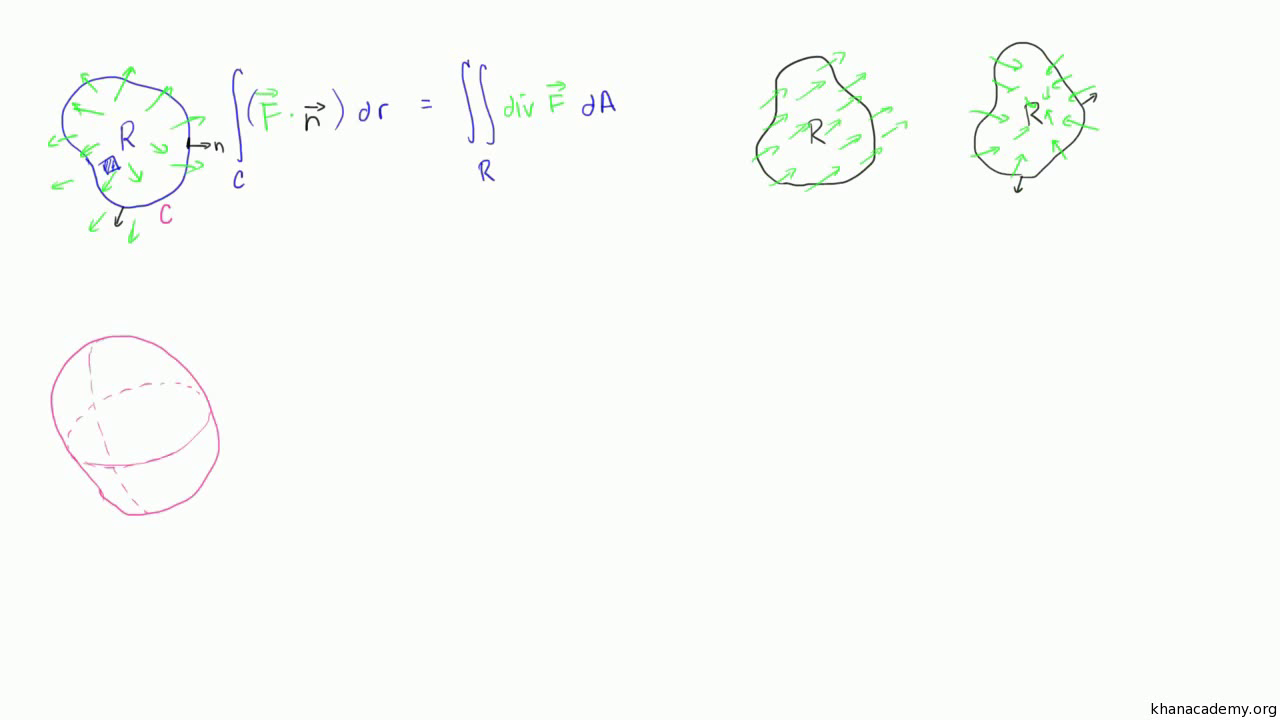 R
n
C
∫ (F⃗ · n⃗) dr = ∫∫ div F⃗ dA
C
R
R
R
khanacademy.org